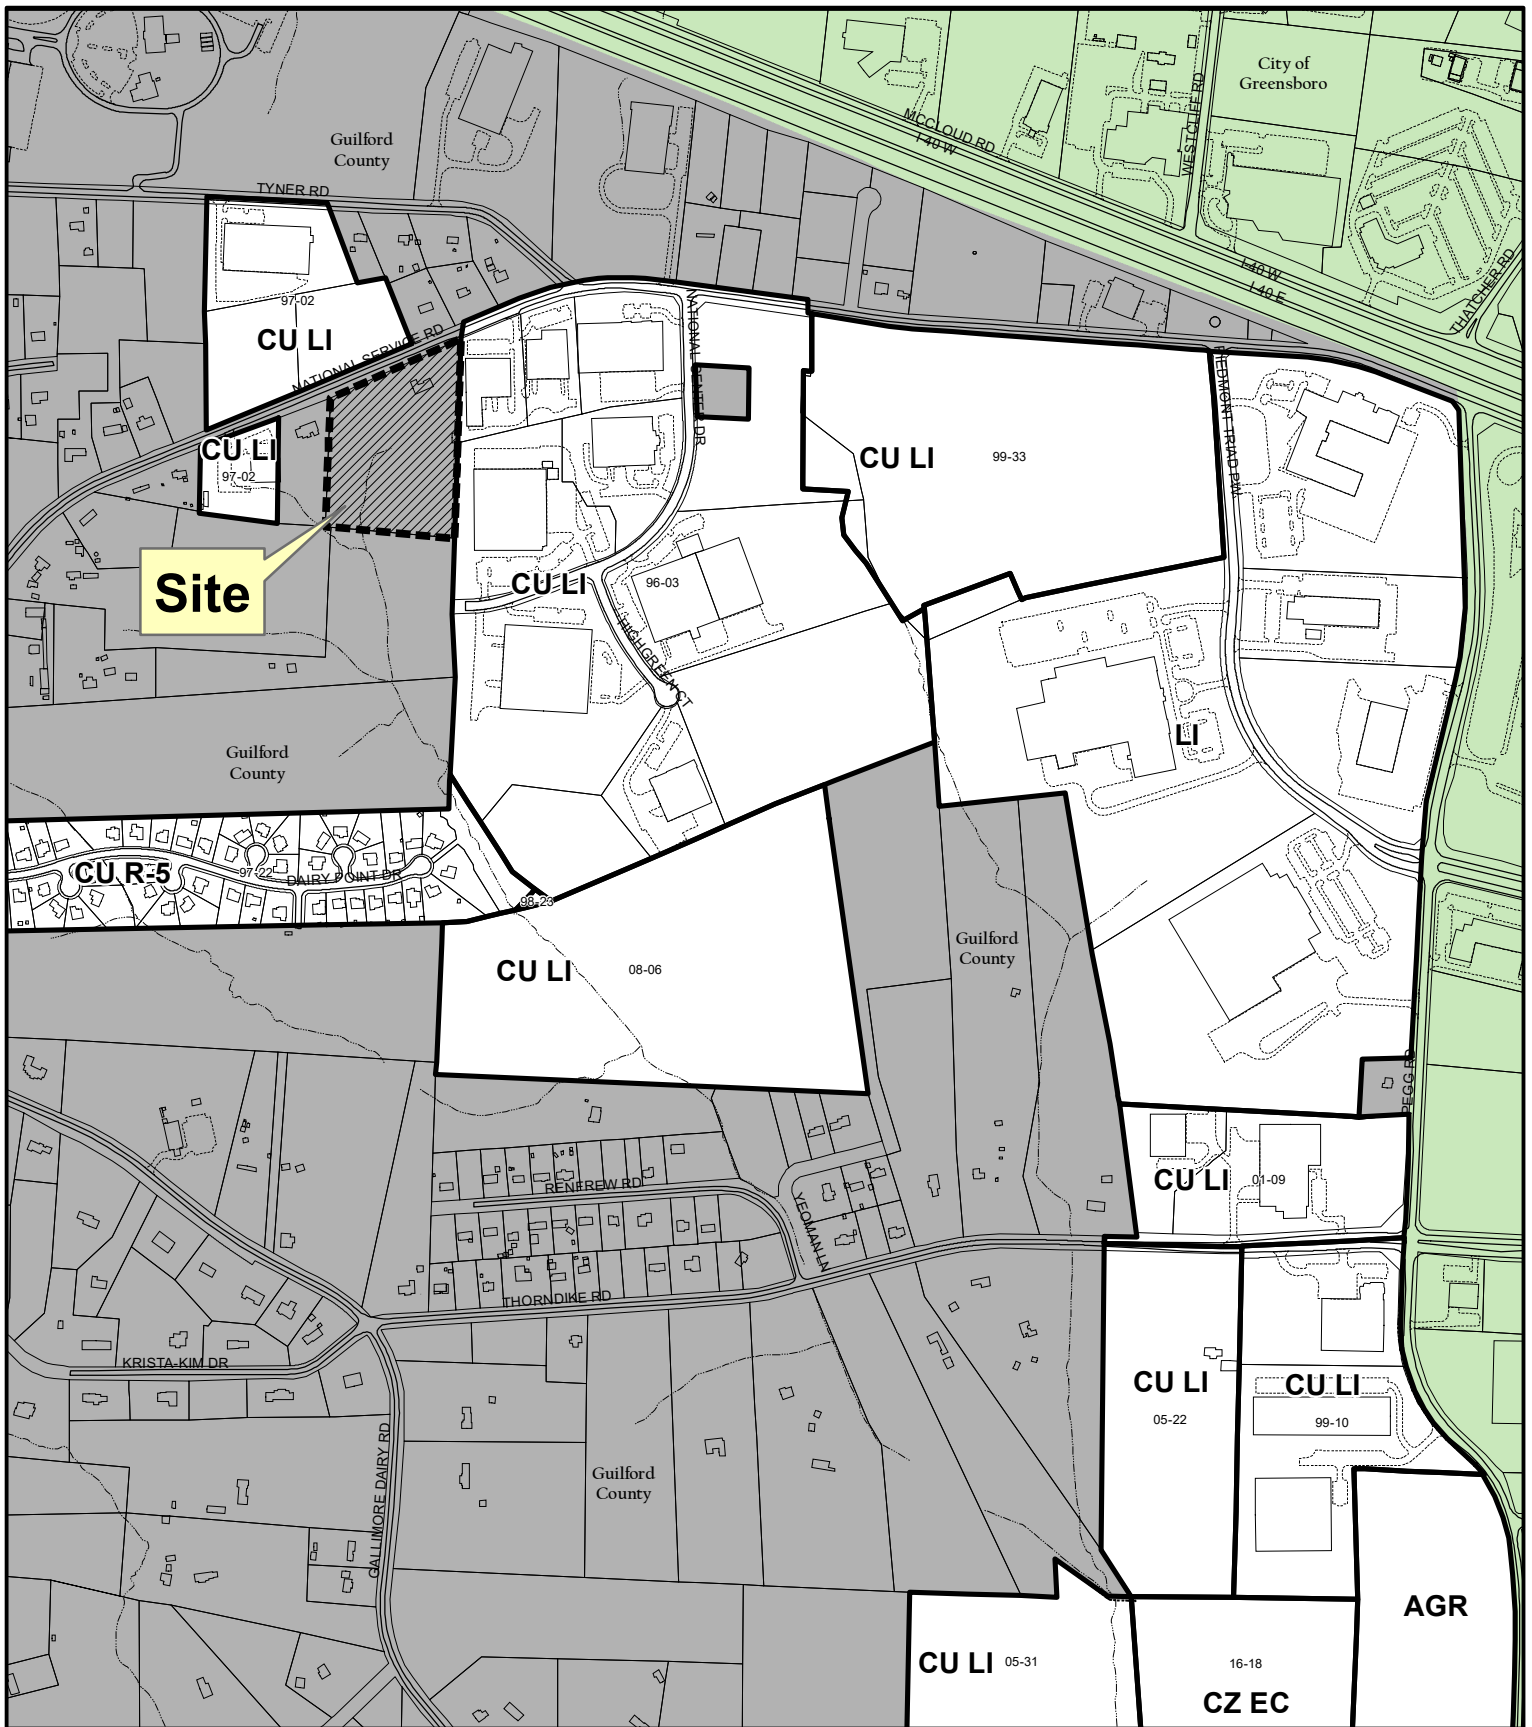 City of
Greensboro
MCCLOUD RD
I-40 W
WESTCLIFF RD
Guilford
County
TYNER RD
I-40 W
I-40 E
THATCHER RD
97-02
CU LI
NATIONAL SERVICE RD
NATIONAL CENTER DR
PIEDMONT TRIAD PW
CU LI
97-02
CU LI
99-33
Site
CU LI
96-03
HIGHGREEN CT
LI
Guilford
County
CU R-5
97-22
DAIRY POINT DR
98-23
CU LI
08-06
Guilford
County
PEGG RD
CU LI
01-09
RENFREW RD
YEOMAN LN
THORNDIKE RD
KRISTA-KIM DR
CU LI
05-22
CU LI
99-10
GALLIMORE DAIRY RD
Guilford
County
AGR
CU LI
05-31
16-18
CZ EC